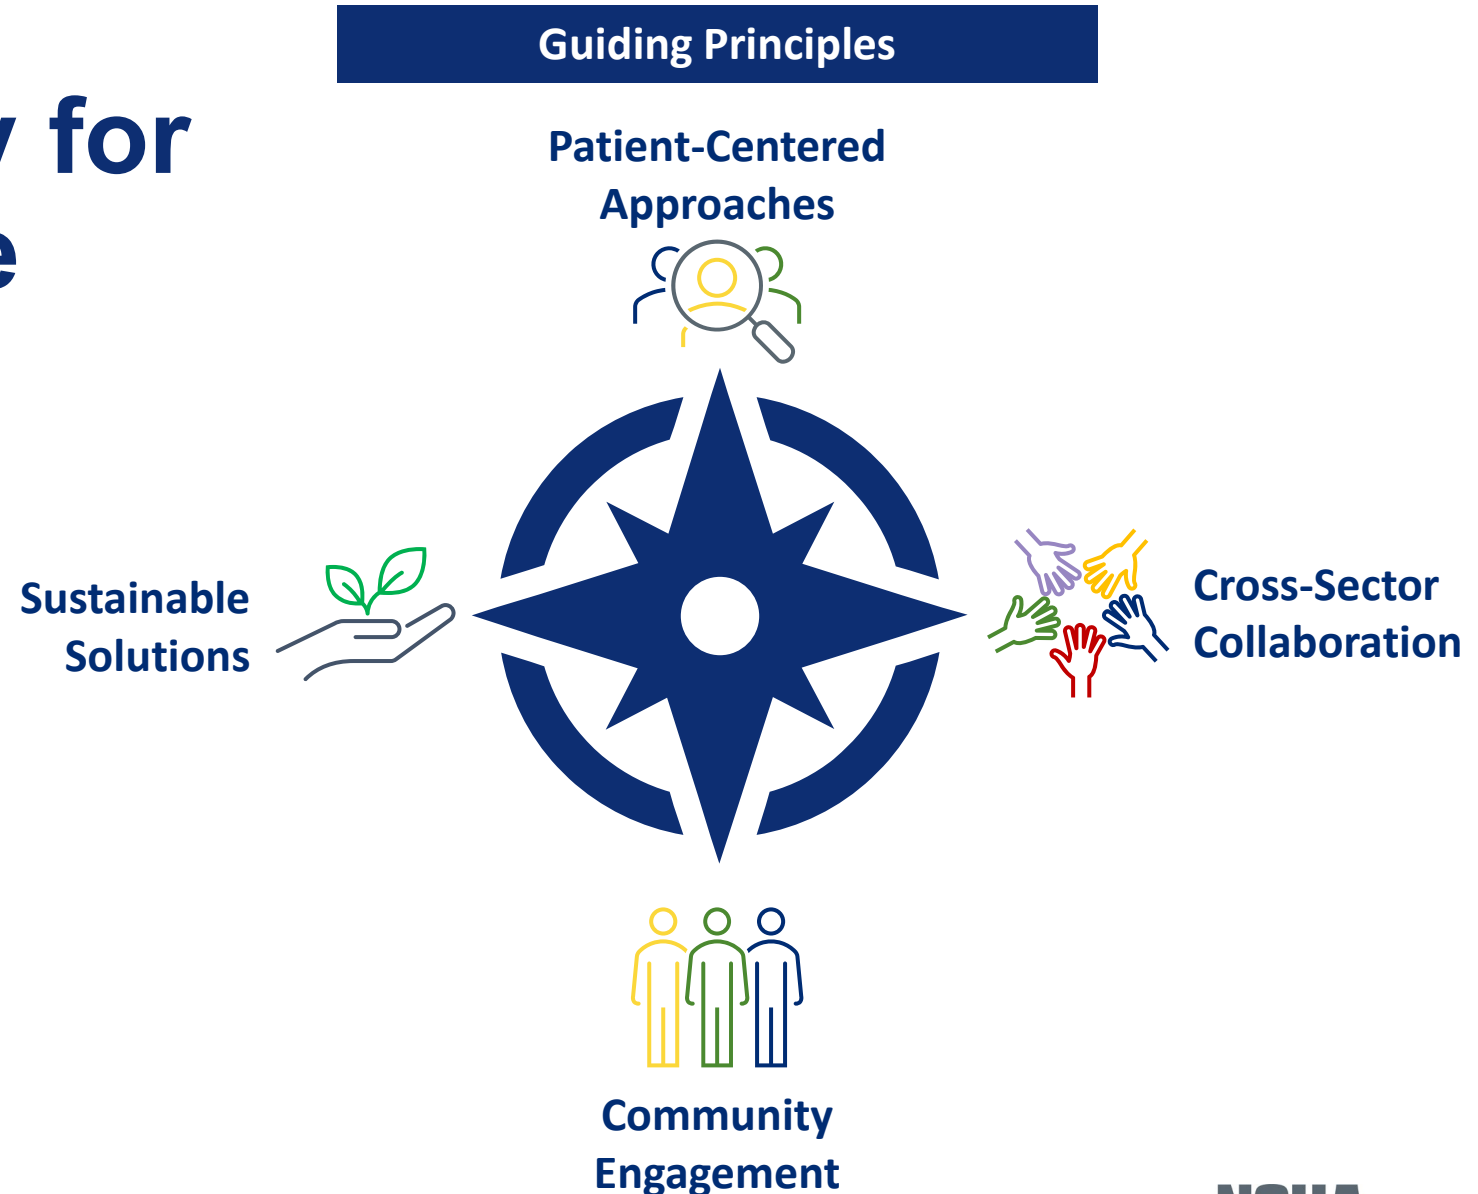 Guiding Principles
for
Patient-Centered
Approaches
Sustainable
Solutions
Cross-Sector
Collaboration
Community
Engagement